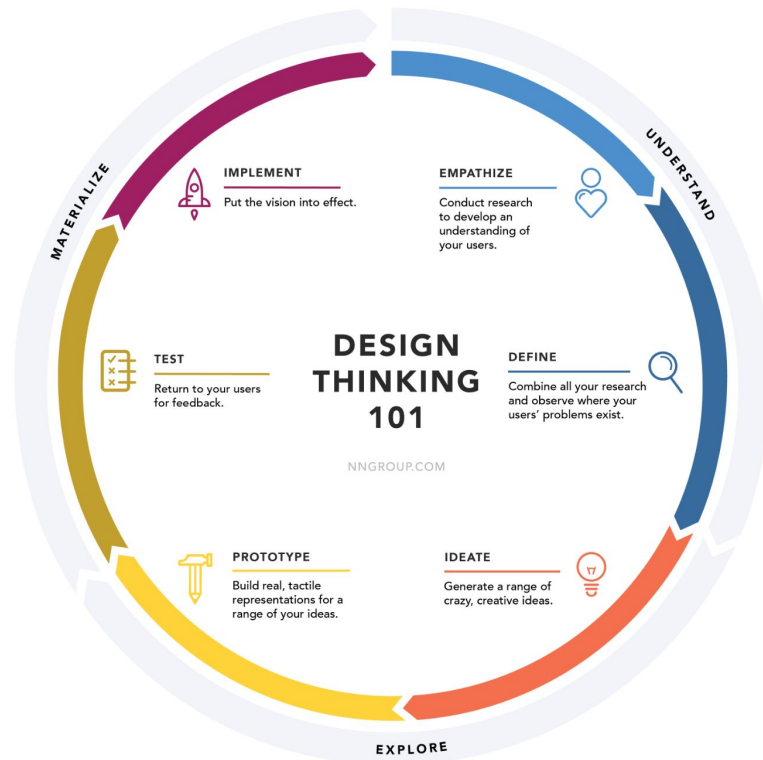 UNDERSTAND
EMPATHIZE
Conduct research
to develop an
understanding of
your users.
DEFINE
Combine all your research
and observe where your
users' problems exist.
IDEATE
Generate a range of
crazy, creative ideas.
EXPLORE
PROTOTYPE
Build real, tactile
representations for a
range of your ideas.
TEST
Return to your users
for feedback.
MATERIALIZE
IMPLEMENT
Put the vision into effect.
DESIGN
THINKING
101
NNGROUP.COM